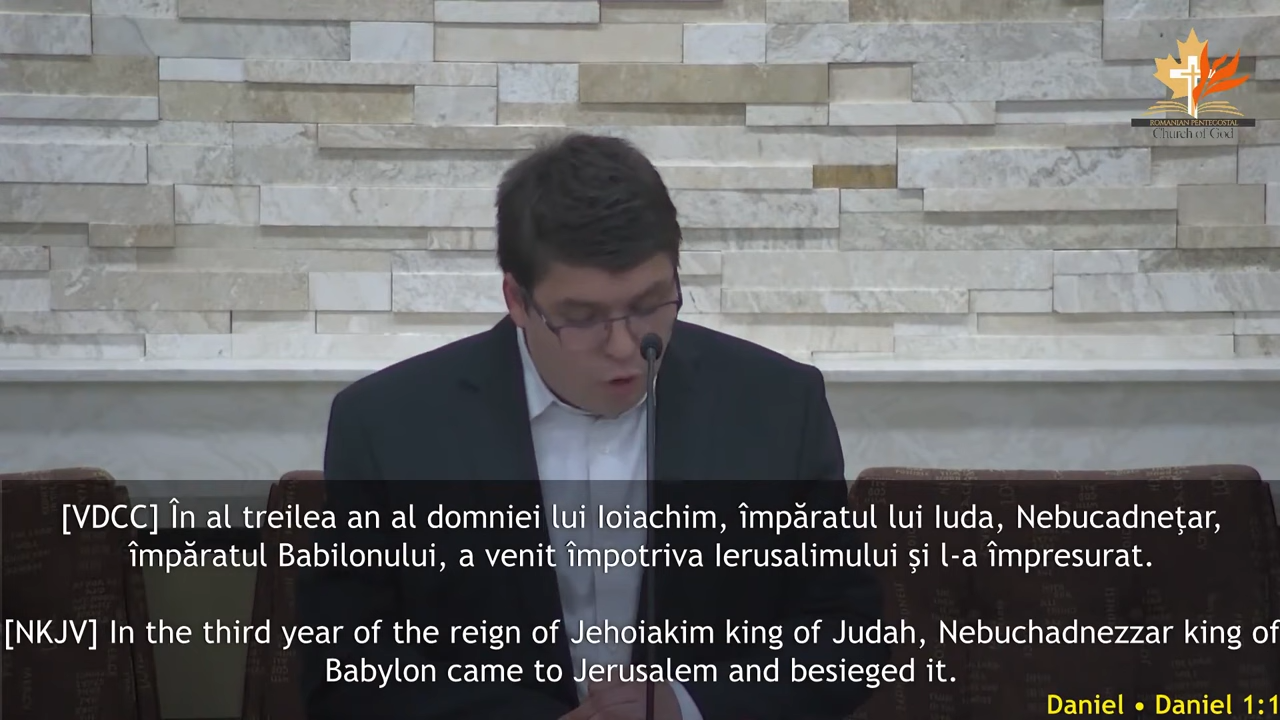 ROMANIAN PENTECOSTAL
Church of God
[VDCC] În al treilea an al domniei lui Ioiachim, împăratul lui Iuda, Nebucadneţar,
împăratul Babilonului, a venit împotriva Ierusalimului şi l-a împresurat.
[NKJV] In the third year of the reign of Jehoiakim king of Judah, Nebuchadnezzar king of
Babylon came to Jerusalem and besieged it.
Daniel • Daniel 1:1